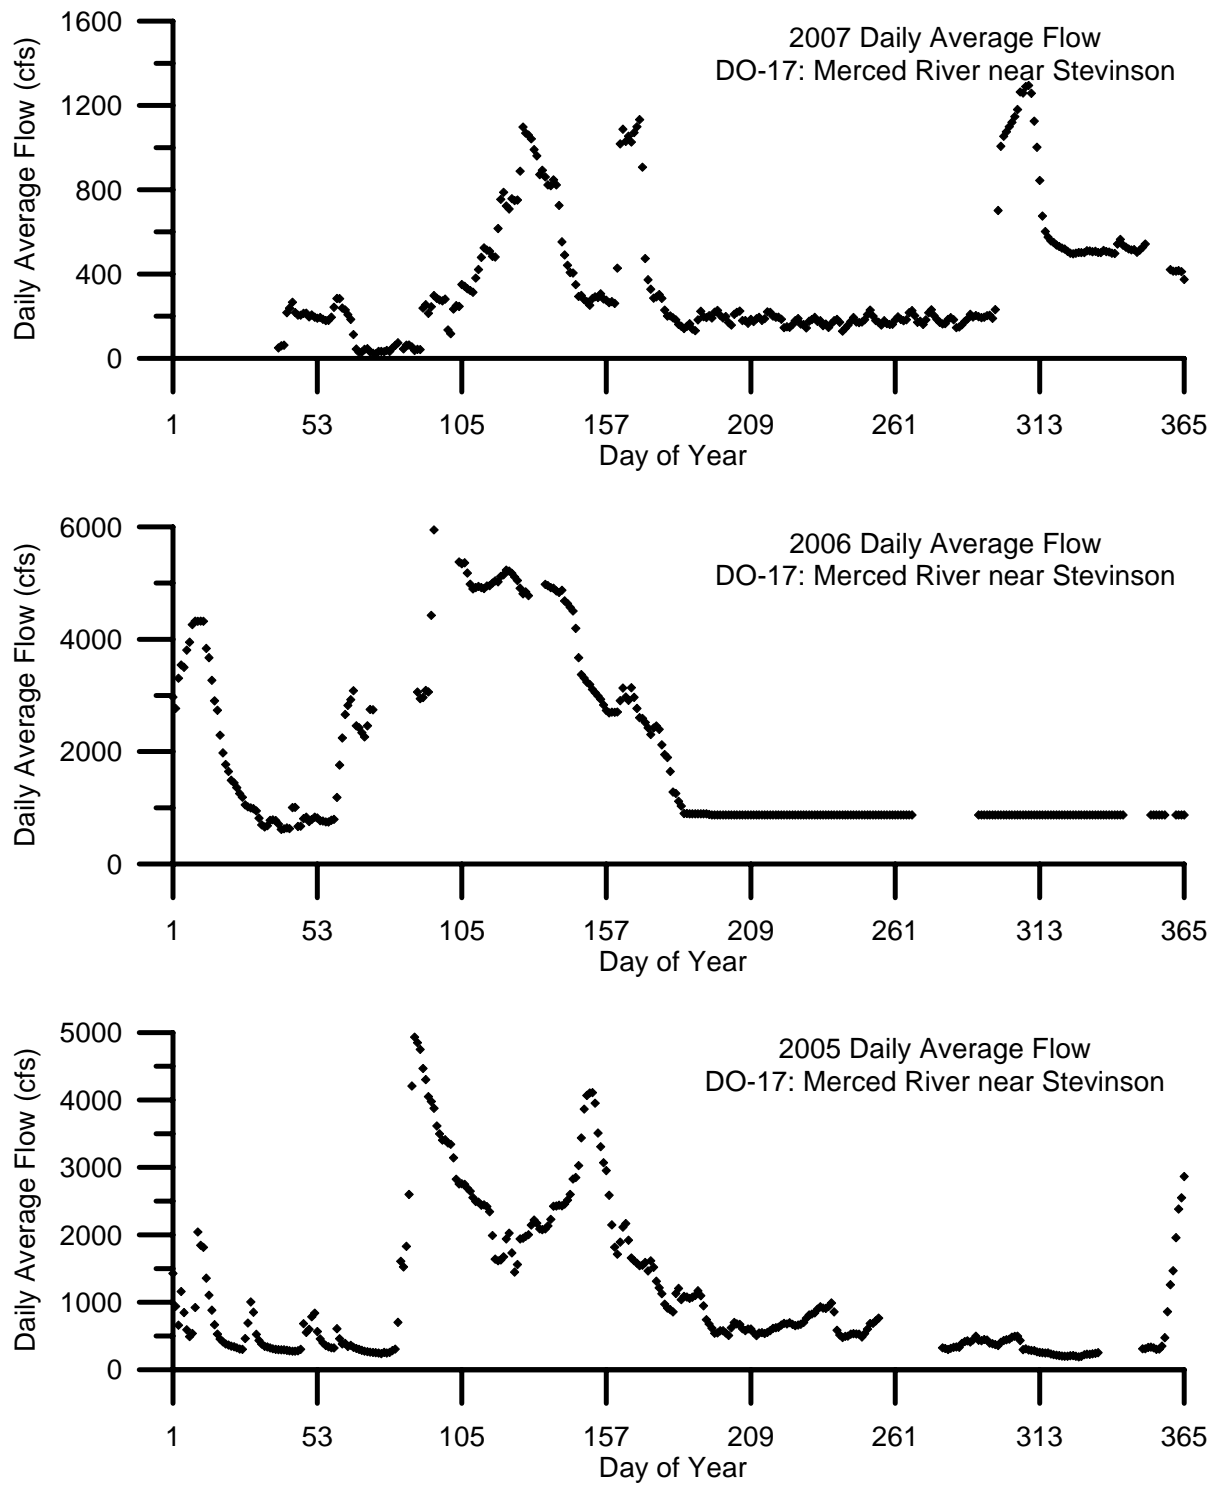 2007 Daily Average Flow
DO-17: Merced River near Stevinson
Daily Average Flow (cfs)
1600
1200
800
400
0
1 53 105 157 209 261 313 365
Day of Year
2006 Daily Average Flow
DO-17: Merced River near Stevinson
Daily Average Flow (cfs)
6000
4000
2000
0
1 53 105 157 209 261 313 365
Day of Year
2005 Daily Average Flow
DO-17: Merced River near Stevinson
Daily Average Flow (cfs)
5000
4000
3000
2000
1000
0
1 53 105 157 209 261 313 365
Day of Year